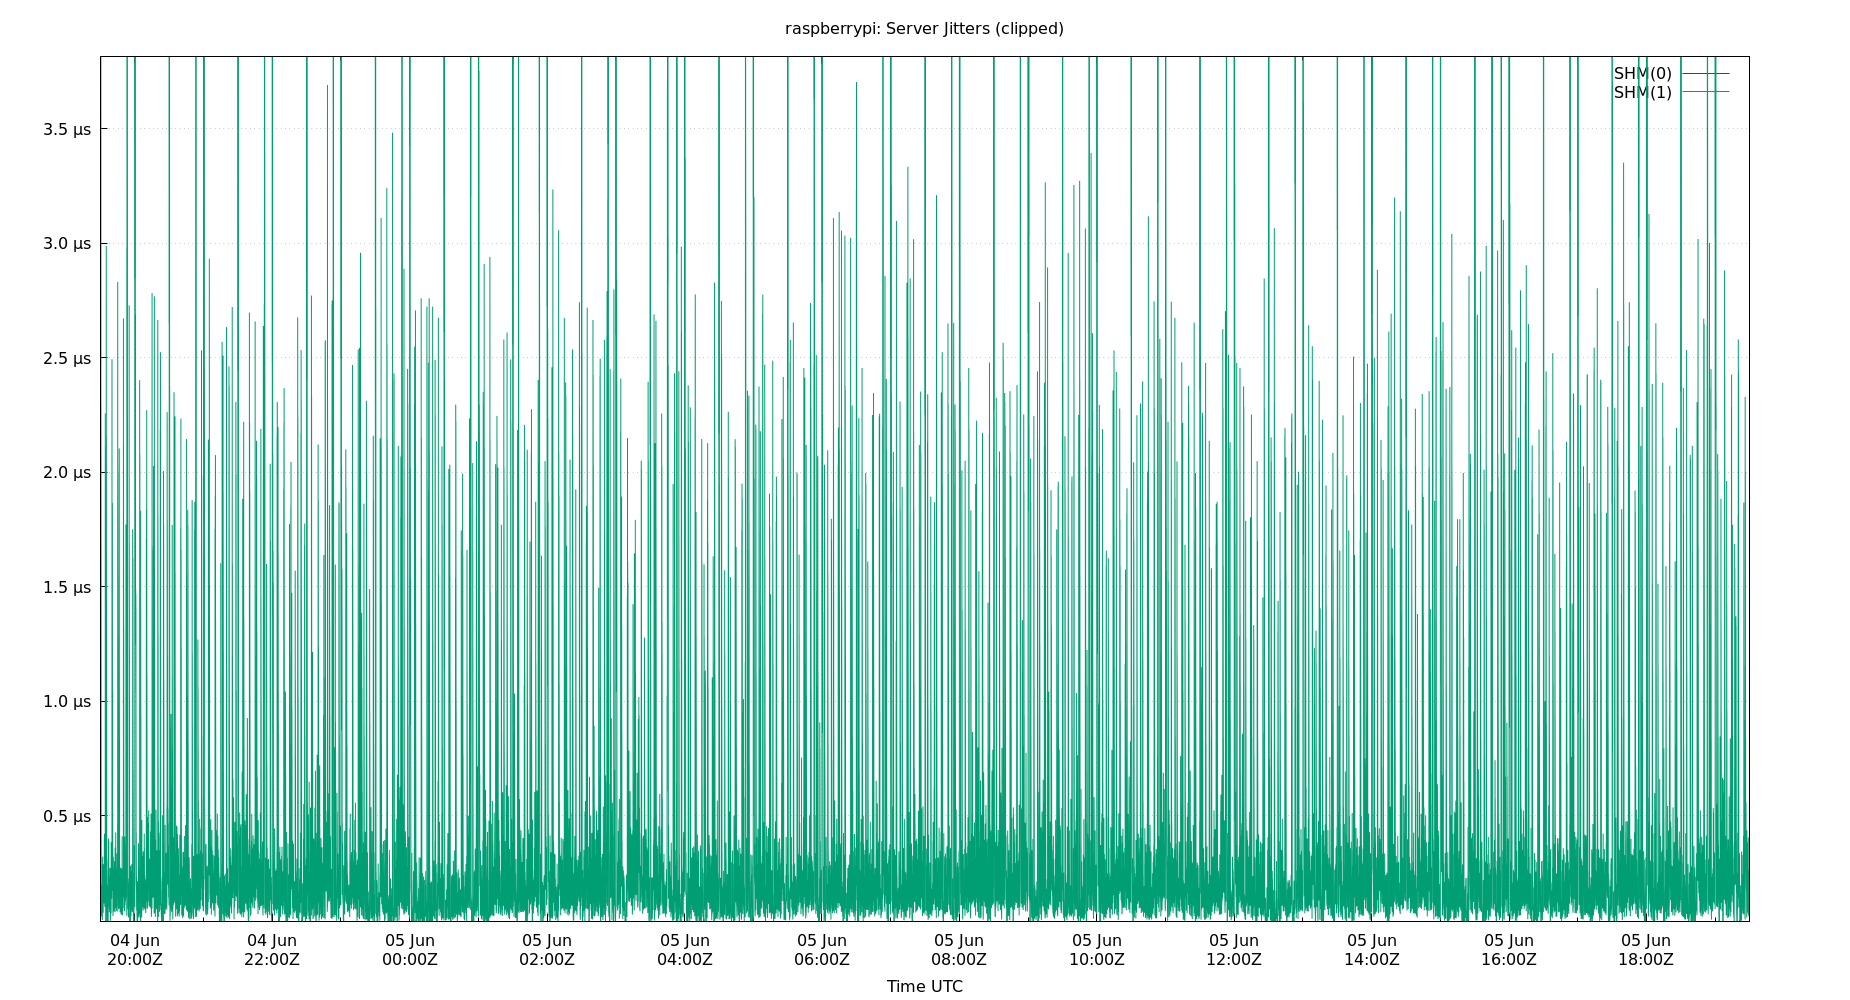 raspberrypi: Server Jitters (clipped)
SHM(0)
SHM(1)
3.5 µs
3.0 µs
2.5 µs
2.0 µs
1.5 µs
1.0 µs
0.5 µs
04 Jun 04 Jun 05 Jun 05 Jun 05 Jun 05 Jun 05 Jun 05 Jun 05 Jun 05 Jun 05 Jun 05 Jun
20:00Z 22:00Z 00:00Z 02:00Z 04:00Z 06:00Z 08:00Z 10:00Z 12:00Z 14:00Z 16:00Z 18:00Z
Time UTC